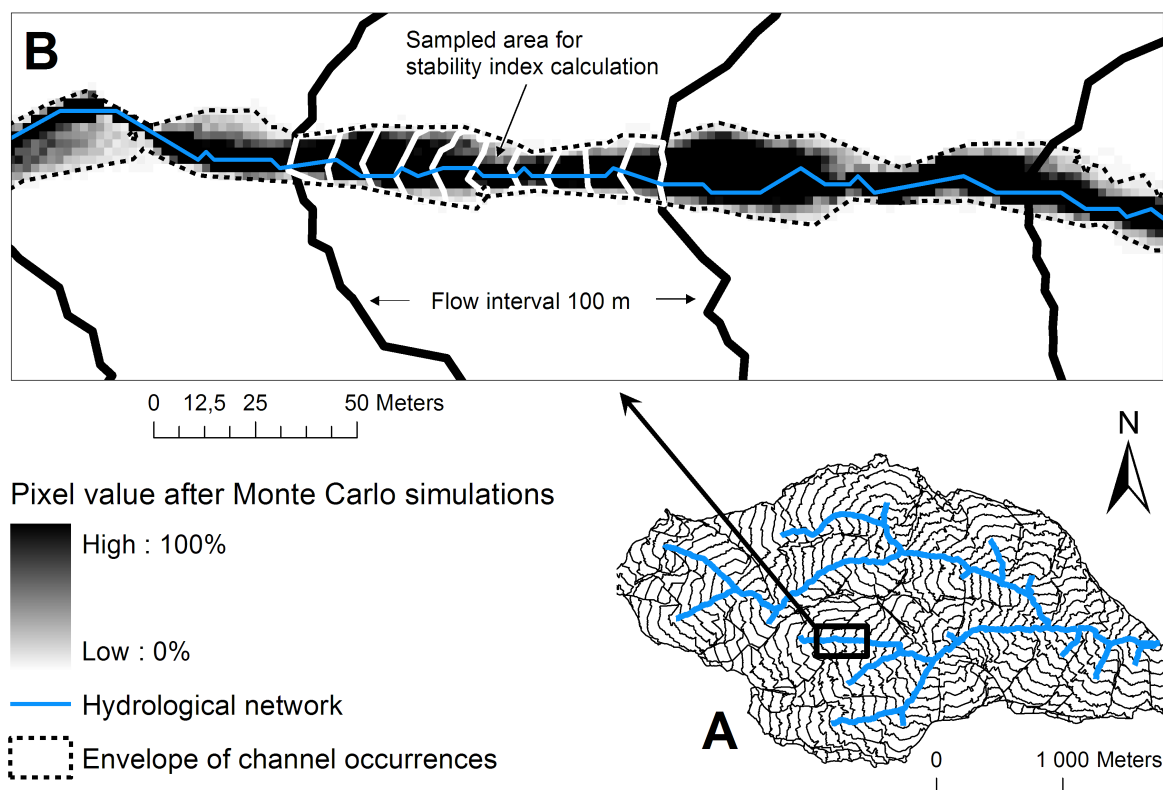 B
Sampled area for
stability index calculation
Flow interval 100 m
0 12,5 25 50 Meters
N
Pixel value after Monte Carlo simulations
High : 100%
Low : 0%
Hydrological network
Envelope of channel occurrences
A
0 1 000 Meters